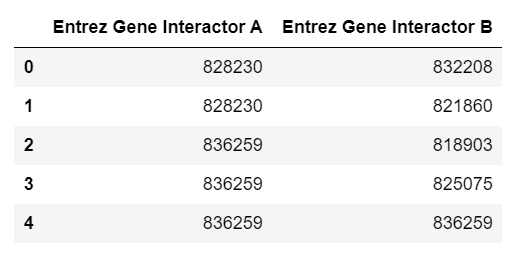 Entrez Gene Interactor A Entrez Gene Interactor B
0 828230 832208
1 828230 821860
2 836259 818903
3 836259 825075
4 836259 836259